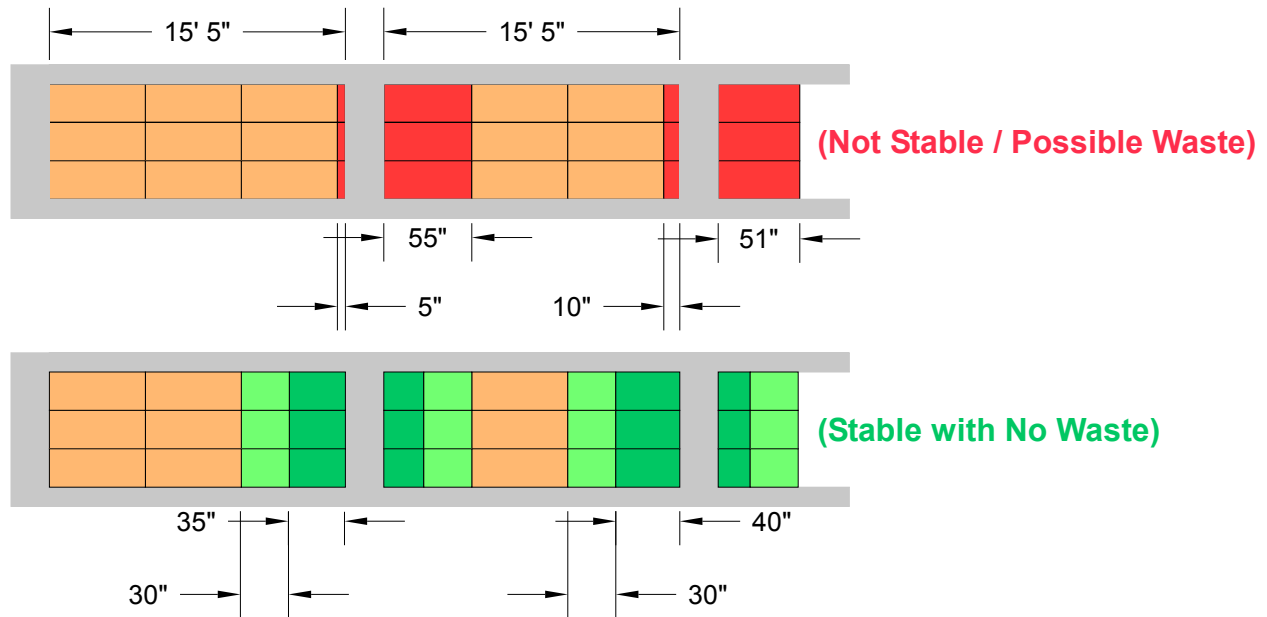 15' 5" 15' 5"
(Not Stable / Possible Waste)
55" 51"
5" 10"
(Stable with No Waste)
35" 40"
30" 30"